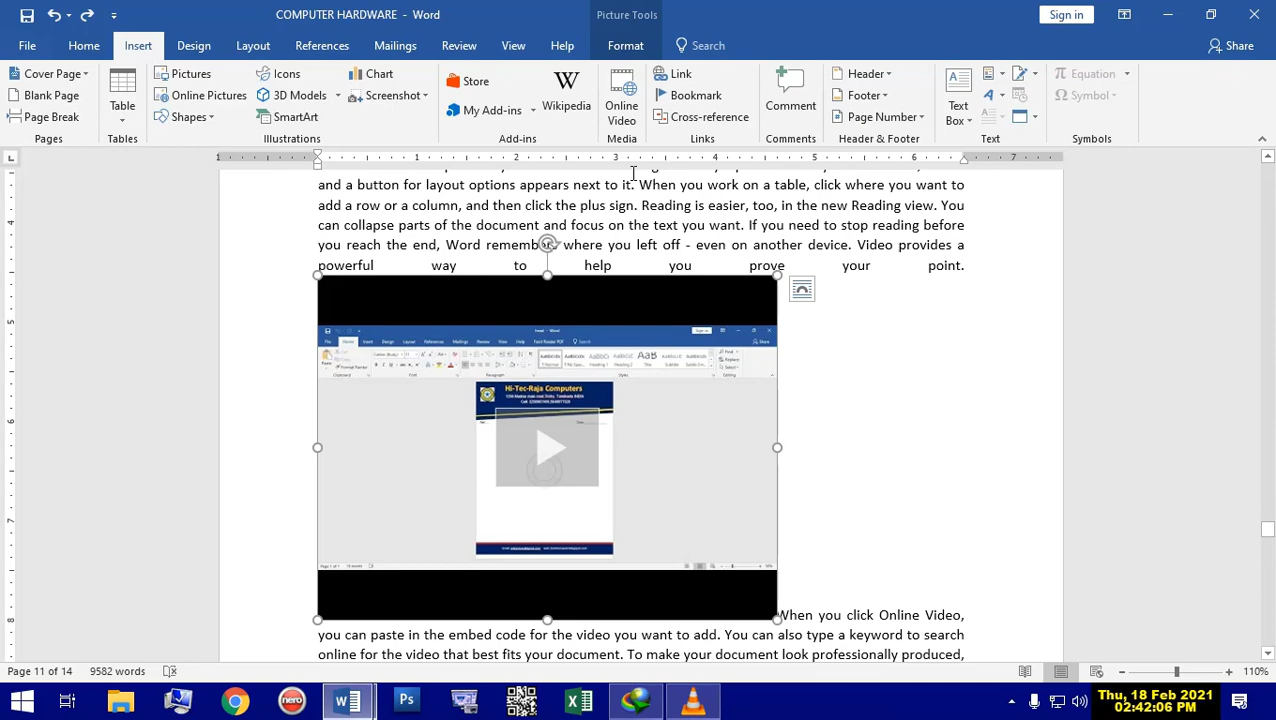 COMPUTER HARDWARE - Word
Picture Tools
Sign in
File Home Insert Design Layout References Mailings Review View Help Format Search Share
Cover Page
Blank Page
Page Break
Pages
Table
Tables
Pictures
Online Pictures
Shapes
Icons
3D Models
SmartArt
Chart
Screenshot
Illustrations
Store
My Add-ins
Wikipedia
Add-ins
Online
Video
Media
Link
Bookmark
Cross-reference
Links
Comment
Comments
Header
Footer
Page Number
Header & Footer
Text
Box
Text
Equation
Symbol
Symbols
1 1 2 3 4 5 6 7
and a button for layout options appears next to it. When you work on a table, click where you want to
add a row or a column, and then click the plus sign. Reading is easier, too, in the new Reading view. You
can collapse parts of the document and focus on the text you want. If you need to stop reading before
you reach the end, Word remembers where you left off - even on another device. Video provides a
powerful way to help you prove your point.
Hi-Tec-Raja Computers
When you click Online Video,
you can paste in the embed code for the video you want to add. You can also type a keyword to search
online for the video that best fits your document. To make your document look professionally produced,
Page 11 of 14 9582 words
110%
Thu, 18 Feb 2021
02:42:06 PM